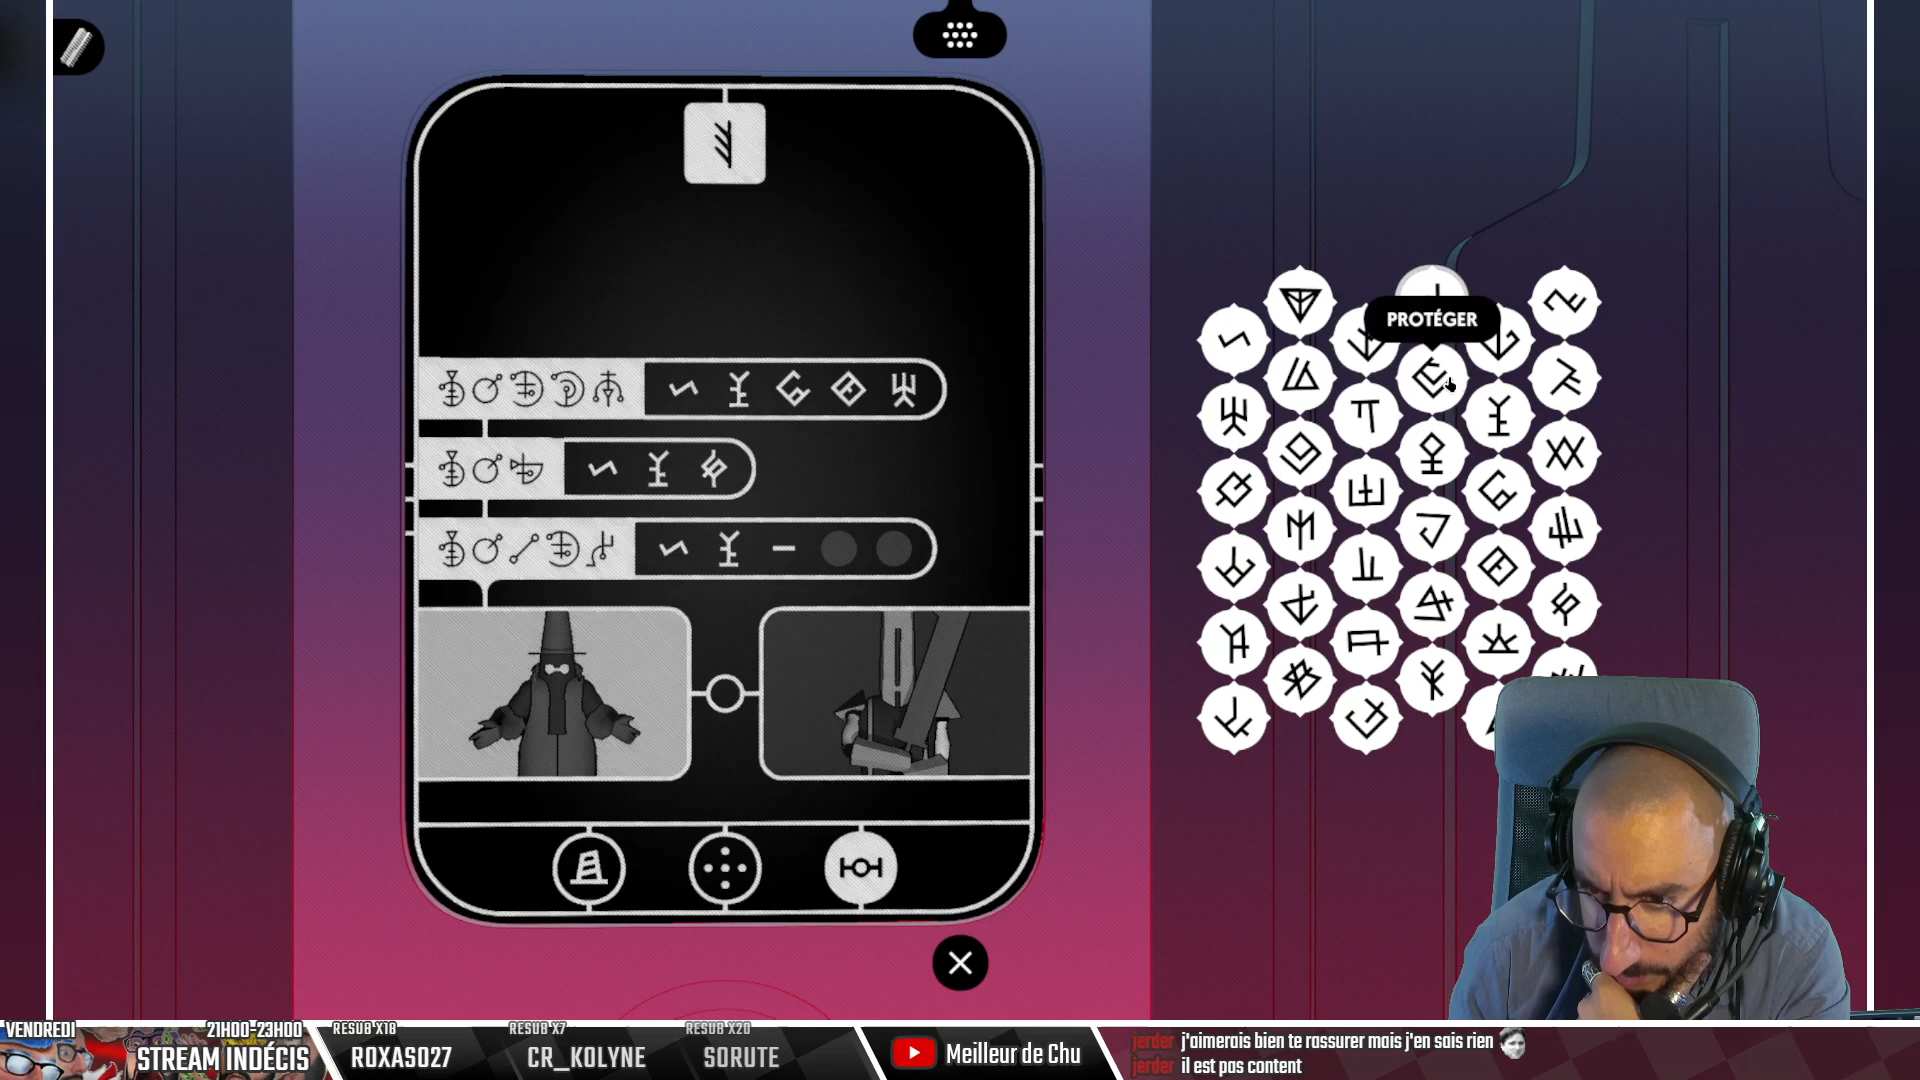 PROTÉGER
VENDREDI
21H00-23H00
STREAM INDÉCIS
RESUB X18
ROXAS027
RESUB X7
CR_KOLYNE
RESUB X20
SORUTE
Meilleur de Chu
jerder j'aimerais bien te rassurer mais j'en sais rien
jerder il est pas content